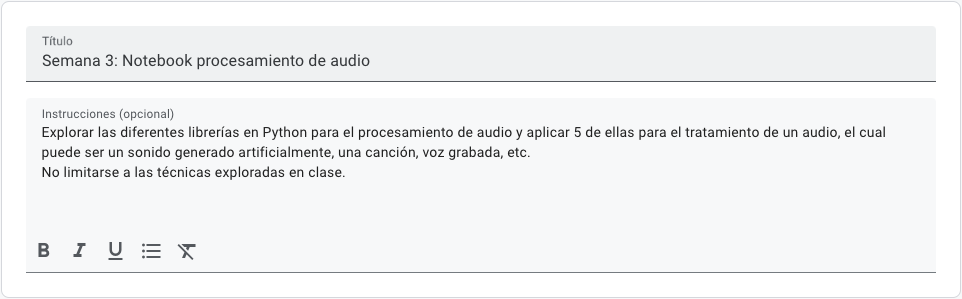 Título
Semana 3: Notebook procesamiento de audio
Instrucciones (opcional)
Explorar las diferentes librerías en Python para el procesamiento de audio y aplicar 5 de ellas para el tratamiento de un audio, el cual
puede ser un sonido generado artificialmente, una canción, voz grabada, etc.
No limitarse a las técnicas exploradas en clase.
B I U